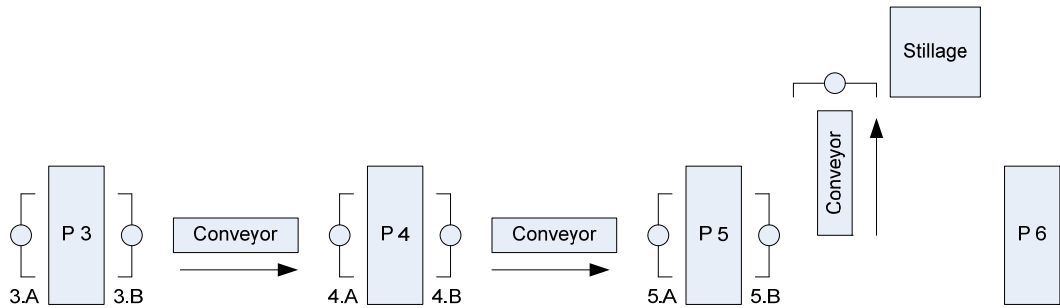 Stillage
Conveyor
P 3
Conveyor
P 4
Conveyor
P 5
P 6
3.A
3.B
4.A
4.B
5.A
5.B